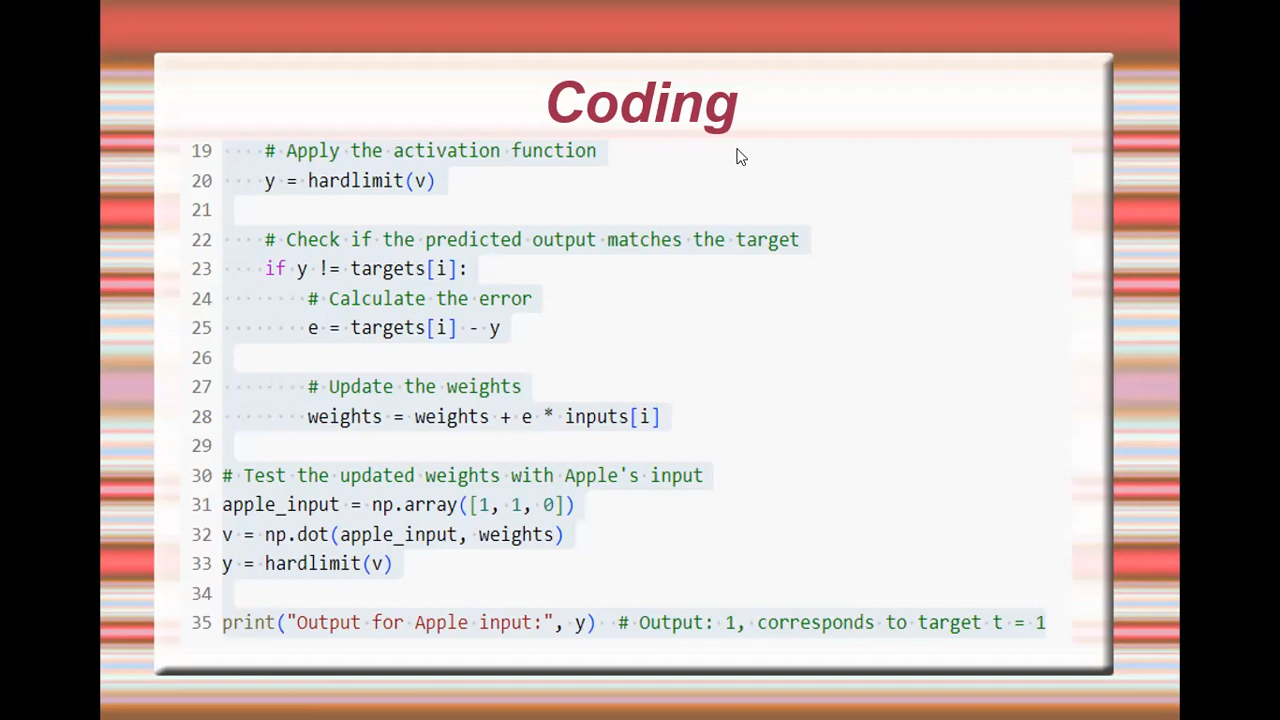 Coding
19     # Apply the activation function
20     y = hardlimit(v)
21
22     # Check if the predicted output matches the target
23     if y != targets[i]:
24         # Calculate the error
25         e = targets[i] - y
26
27         # Update the weights
28         weights = weights + e * inputs[i]
29
30 # Test the updated weights with Apple's input
31 apple_input = np.array([1, 1, 0])
32 v = np.dot(apple_input, weights)
33 y = hardlimit(v)
34
35 print("Output for Apple input:", y)  # Output: 1, corresponds to target t = 1